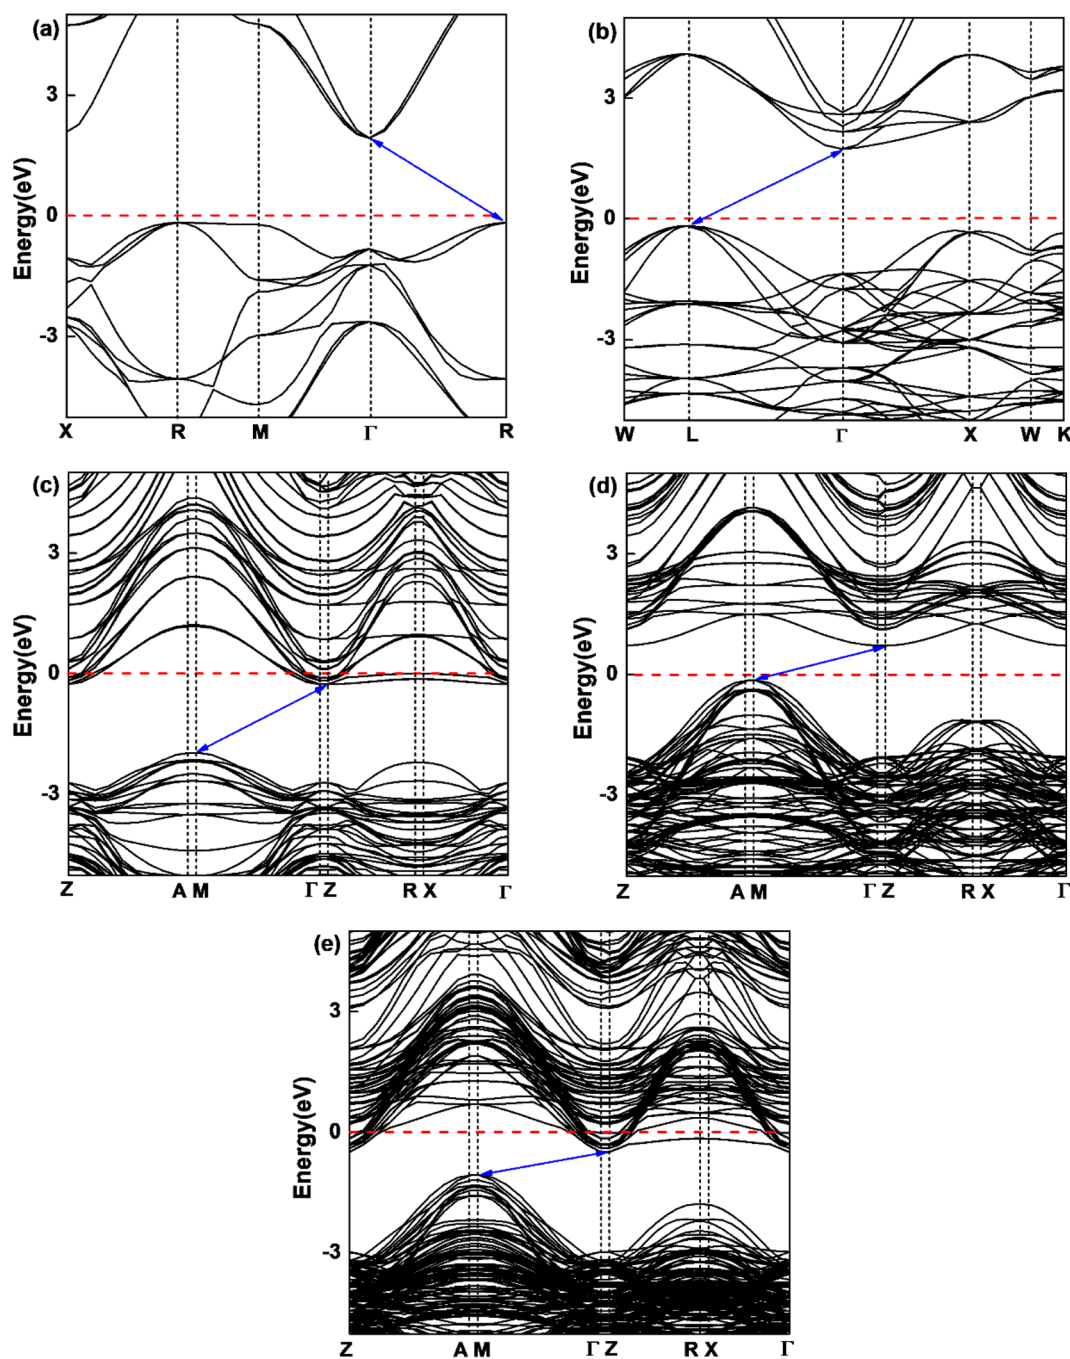 (a)
3
0
-3
Energy(eV)
X R M Γ R
(b)
3
0
-3
Energy(eV)
W L Γ X W K
(c)
3
0
-3
Energy(eV)
Z A M Γ Z R X Γ
(d)
3
0
-3
Energy(eV)
Z A M Γ Z R X Γ
(e)
3
0
-3
Energy(eV)
Z A M Γ Z R X Γ